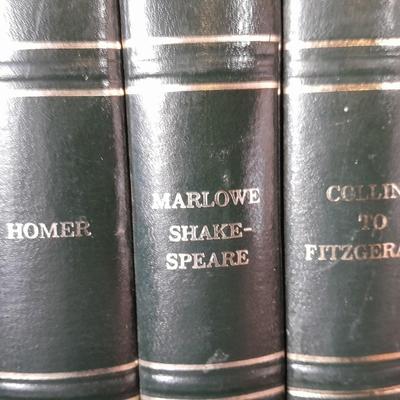 HOMER
MARLOWE
SHAKE-
SPEARE
COLLIN
TO
FITZGERA